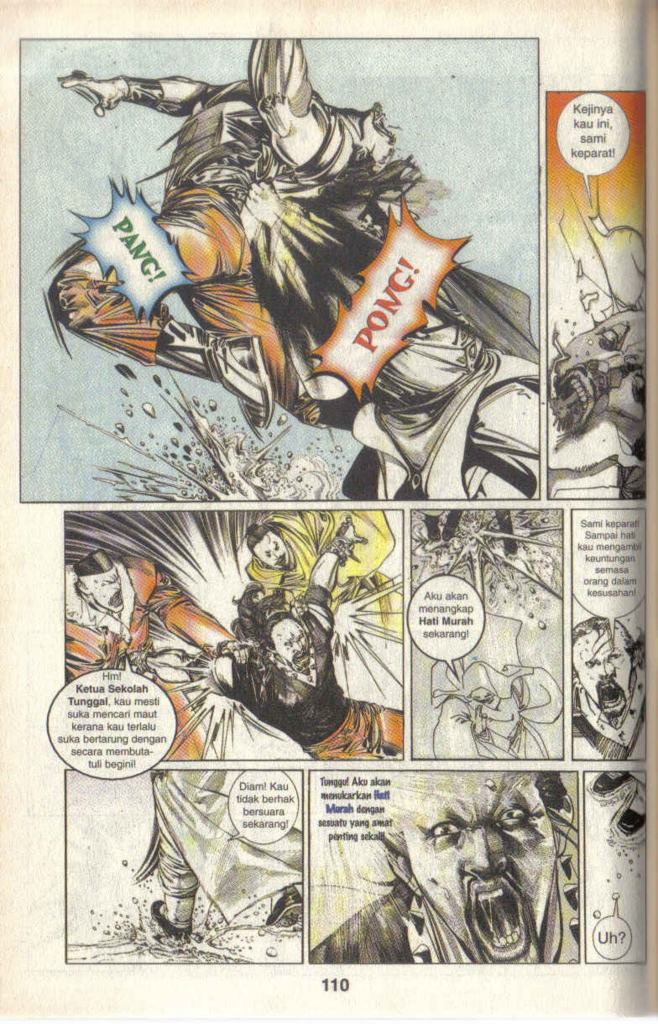 PANG!
PONG!
Kejinya
kau ini,
sami
keparat!
Hm!
Ketua Sekolah
Tunggal, kau mesti
suka mencari maut
kerana kau terlalu
suka bertarung dengan
secara membuta-
tuli begini!
Aku akan
menangkap
Hati Murah
sekarang!
Sami keparat!
Sampai hati
kau mengambil
keuntungan
semasa
orang dalam
kesusahan!
Diam! Kau
tidak berhak
bersuara
sekarang!
Tunggu! Aku akan
menukarkan Hati
Murah dengan
sesuatu yang amat
penting sekali!
Uh?
110